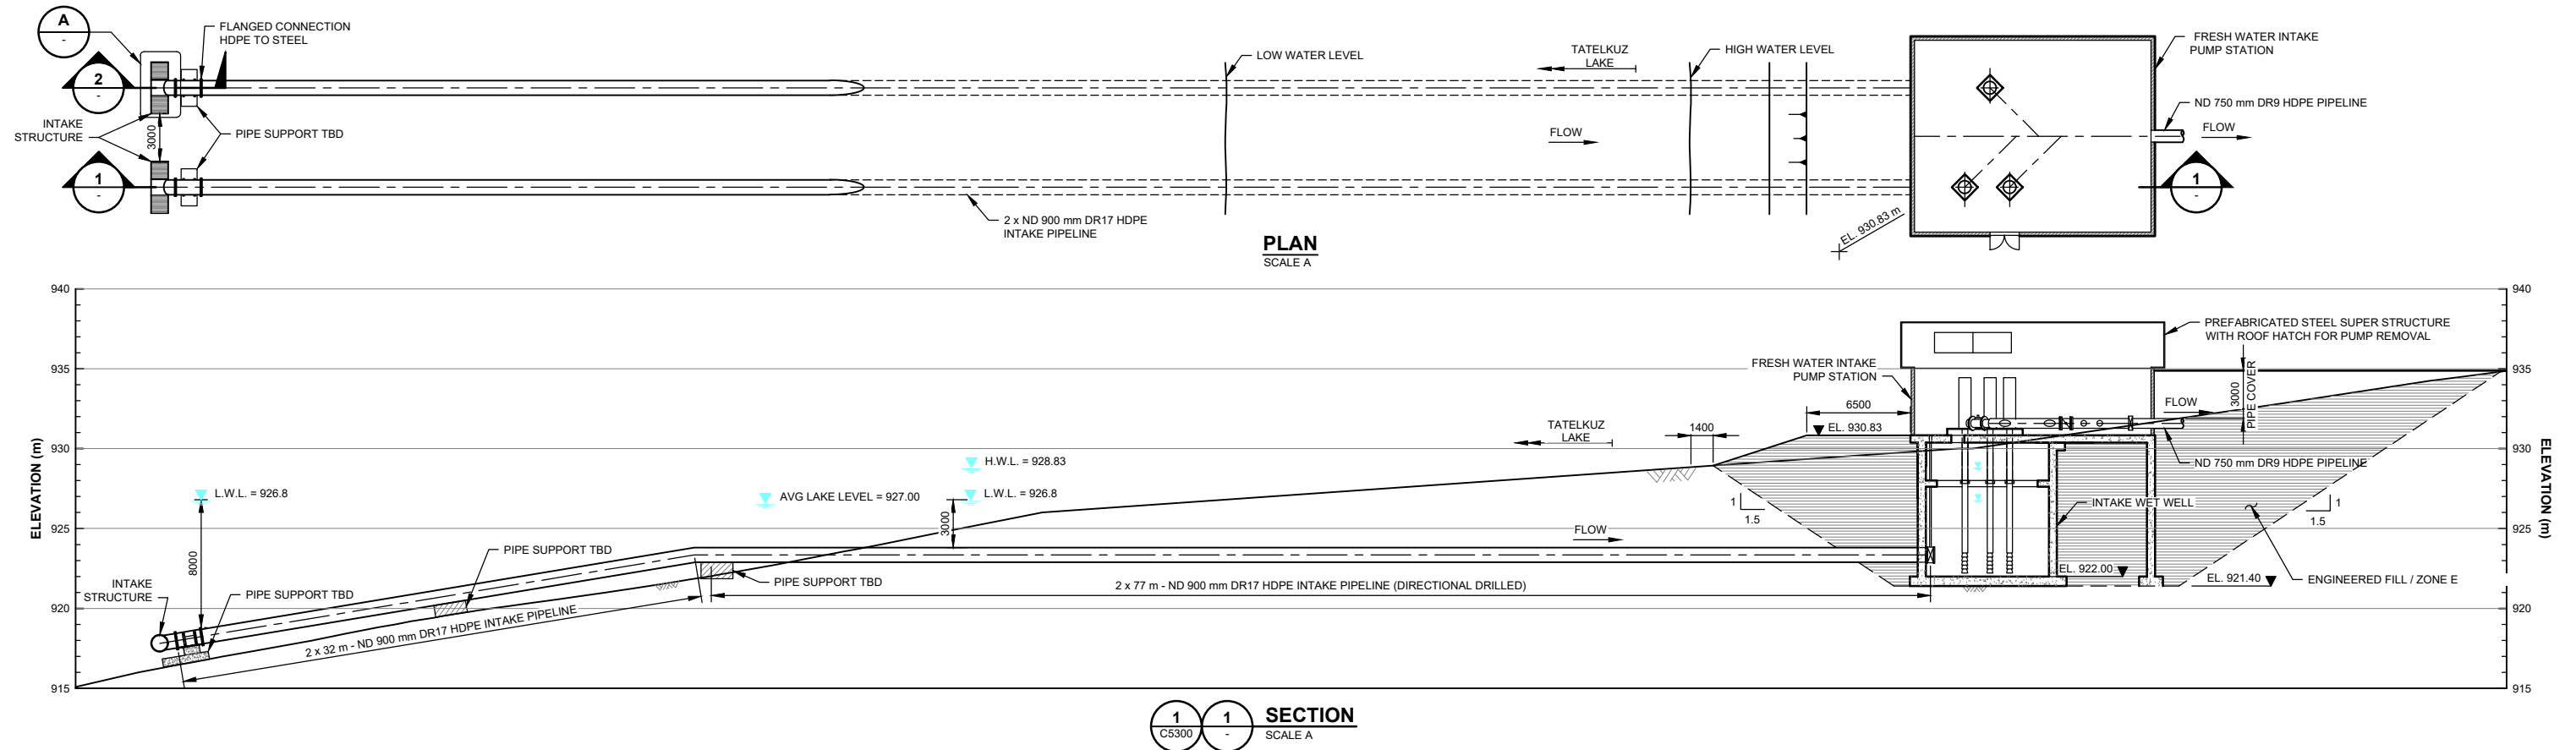 A
-
FLANGED CONNECTION
HDPE TO STEEL
2
-
INTAKE
STRUCTURE
3000
PIPE SUPPORT TBD
1
-
LOW WATER LEVEL
TATELKUZ
LAKE
HIGH WATER LEVEL
FLOW
2 x ND 900 mm DR17 HDPE
INTAKE PIPELINE
FRESH WATER INTAKE
PUMP STATION
ND 750 mm DR9 HDPE PIPELINE
FLOW
1
-
EL. 930.83 m
PLAN
SCALE A
940
935
930
925
920
915
ELEVATION (m)
L.W.L. = 926.8
8000
INTAKE
STRUCTURE
PIPE SUPPORT TBD
PIPE SUPPORT TBD
2 x 32 m - ND 900 mm DR17 HDPE INTAKE PIPELINE
AVG LAKE LEVEL = 927.00
H.W.L. = 928.83
L.W.L. = 926.8
3000
PIPE SUPPORT TBD
2 x 77 m - ND 900 mm DR17 HDPE INTAKE PIPELINE (DIRECTIONAL DRILLED)
TATELKUZ
LAKE
FLOW
1400
6500
EL. 930.83
1
1.5
FRESH WATER INTAKE
PUMP STATION
PREFABRICATED STEEL SUPER STRUCTURE
WITH ROOF HATCH FOR PUMP REMOVAL
3000
PIPE COVER
FLOW
ND 750 mm DR9 HDPE PIPELINE
INTAKE WET WELL
1
1.5
EL. 922.00
EL. 921.40
ENGINEERED FILL / ZONE E
940
935
930
925
920
915
ELEVATION (m)
1
C5300
1
-
SECTION
SCALE A